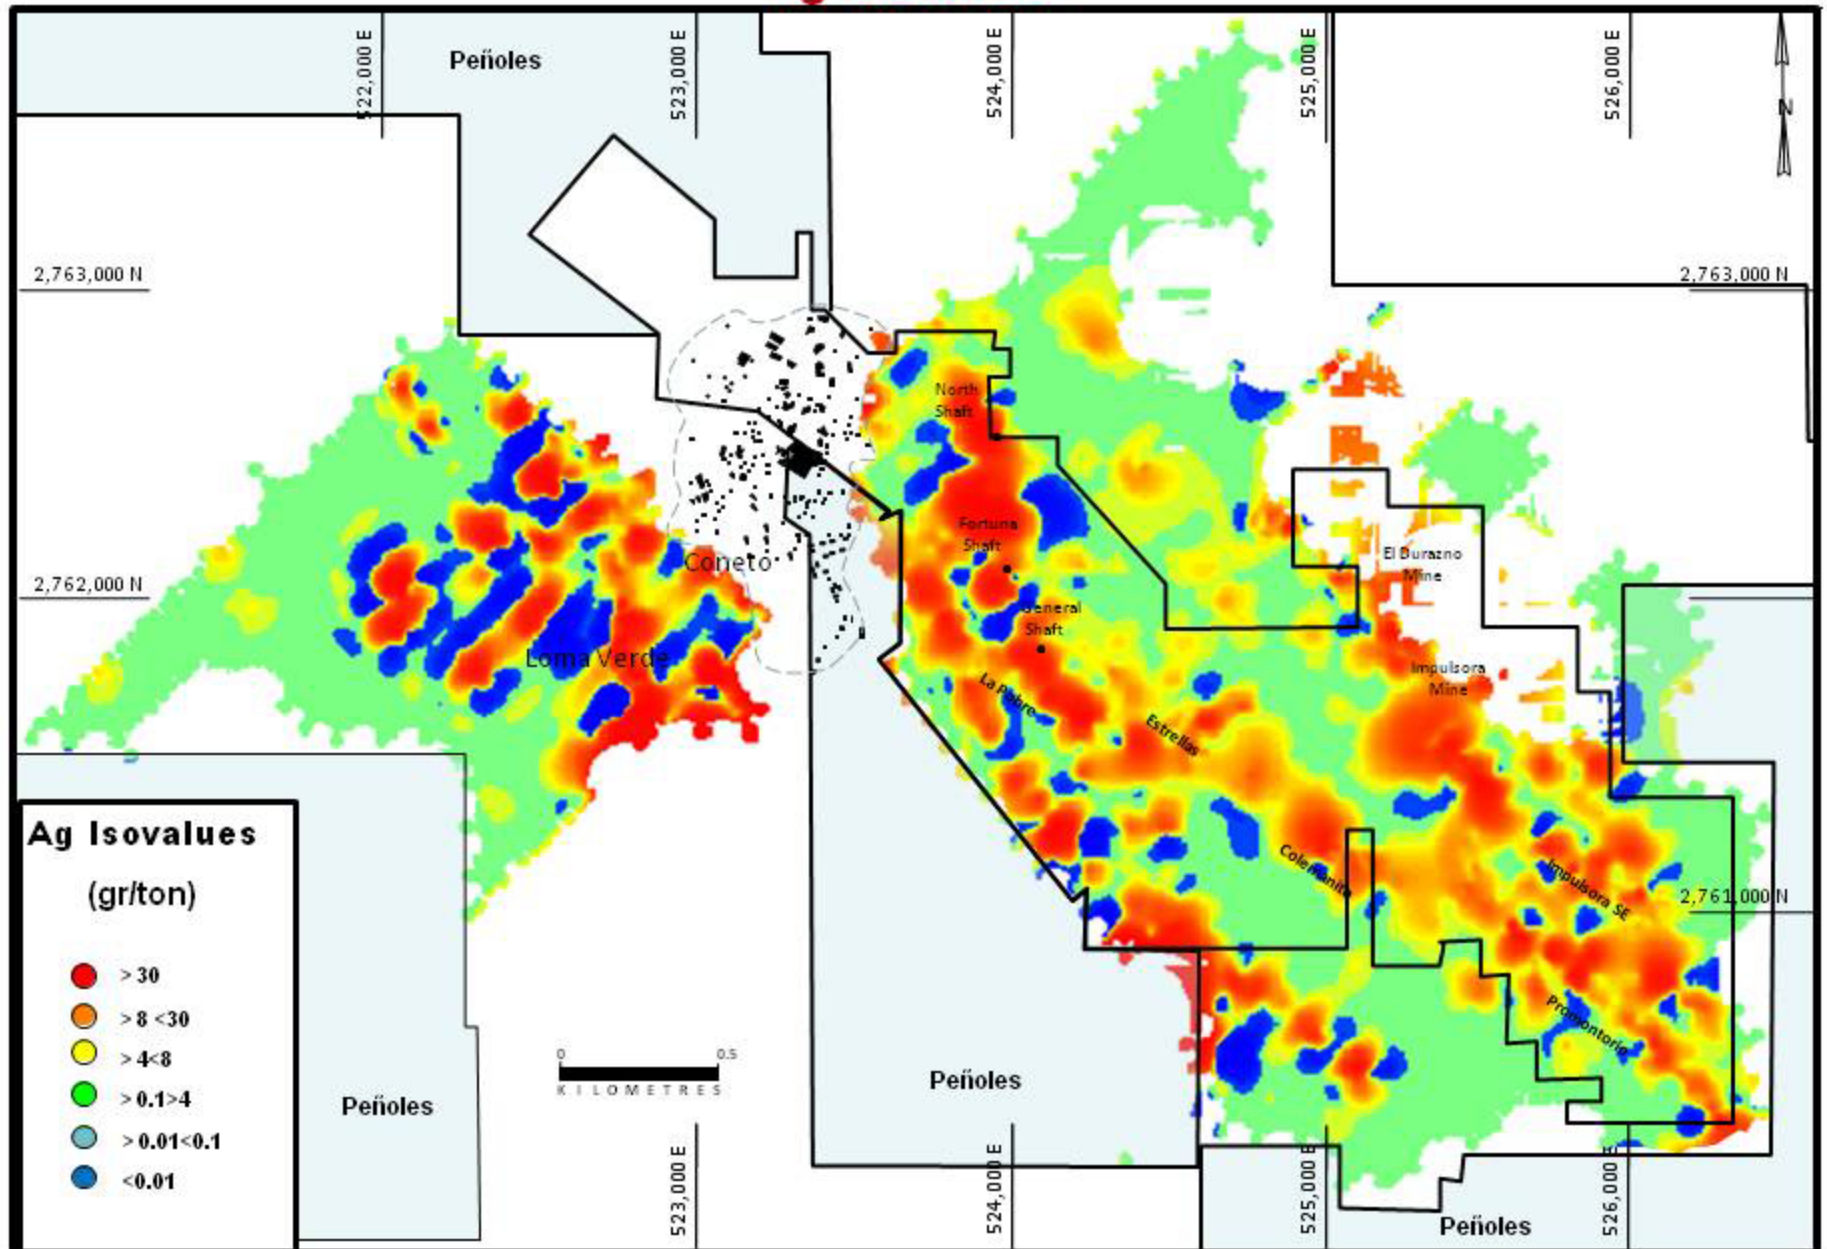 522,000 E
523,000 E
524,000 E
525,000 E
526,000 E
Peñoles
N
2,763,000 N
2,763,000 N
North
Shaft
Fortuna
Shaft
El Durazno
Mine
Coneto
2,762,000 N
General
Shaft
Loma Verde
Impulsora
Mine
La pobre
Estrellas
Ag Isovalues
(gr/ton)
Colemanita
Impulsora SE
2,761,000 N
> 30
> 8 <30
> 4<8
> 0.1>4
> 0.01<0.1
<0.01
Promontorio
0 0.5
KILOMETRES
Peñoles
Peñoles
523,000 E
524,000 E
525,000 E
526,000 E
Peñoles